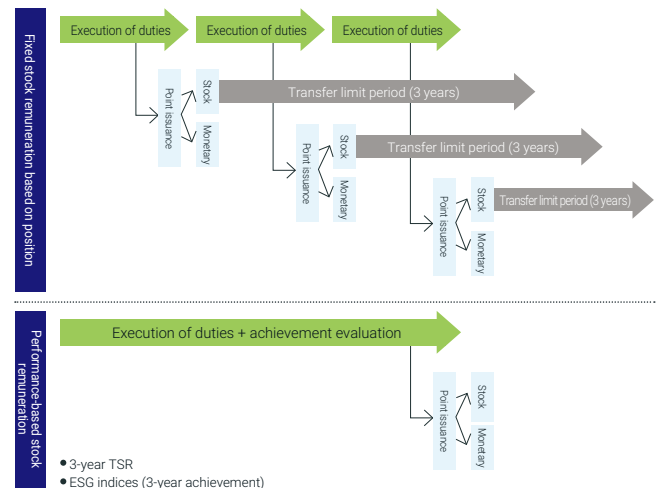 Fixed stock remuneration based on position
Execution of duties
Execution of duties
Execution of duties
Point issuance
Stock
Monetary
Transfer limit period (3 years)
Point issuance
Stock
Monetary
Transfer limit period (3 years)
Point issuance
Stock
Monetary
Transfer limit period (3 years)
Performance-based stock
remuneration
Execution of duties + achievement evaluation
Point issuance
Stock
Monetary
● 3-year TSR
● ESG indices (3-year achievement)